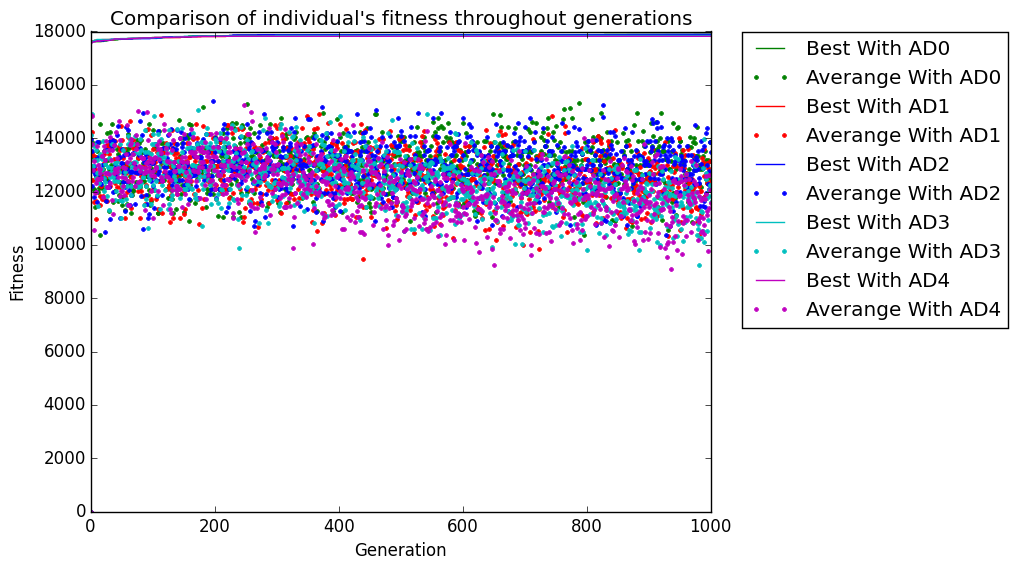 Comparison of individual's fitness throughout generations
18000
16000
14000
12000
10000
8000
6000
4000
2000
0
Fitness
0 200 400 600 800 1000
Generation
Best With AD0
Averange With AD0
Best With AD1
Averange With AD1
Best With AD2
Averange With AD2
Best With AD3
Averange With AD3
Best With AD4
Averange With AD4